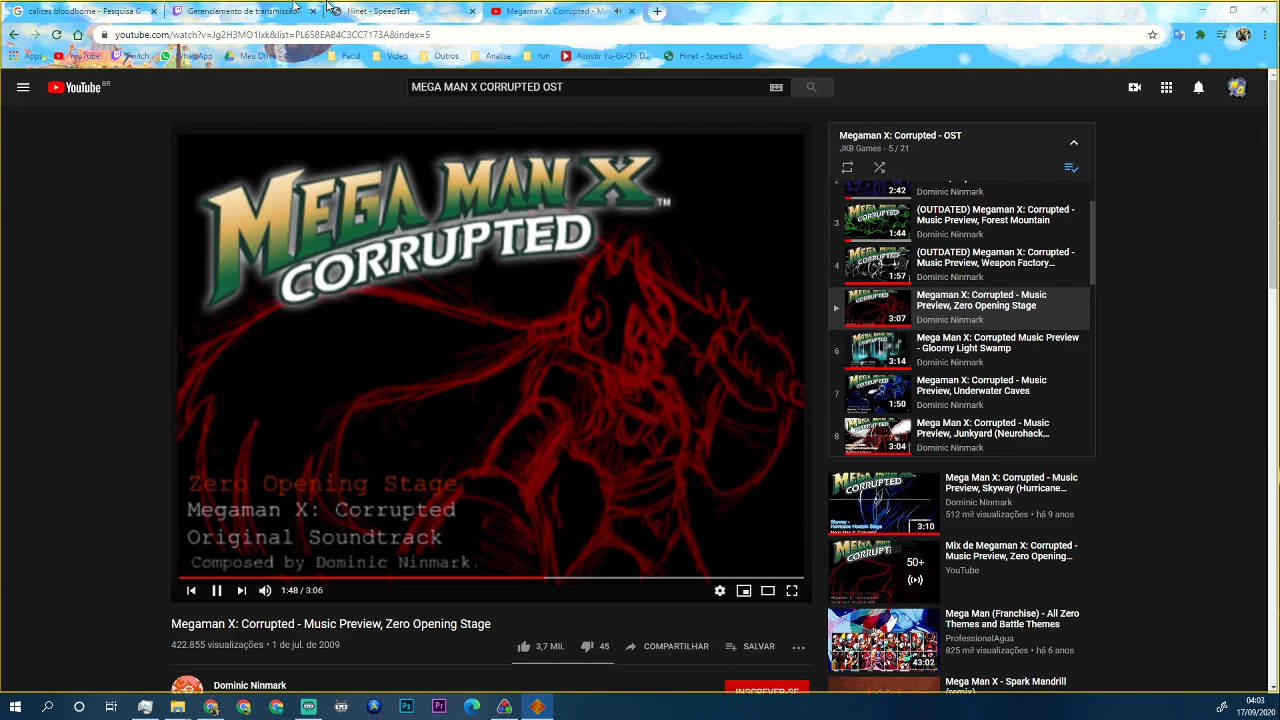 calices bloodborne - Pesquisa G
Gerenciamento de transmissão
Hinet - SpeedTest
Megaman X: Corrupted - M
youtube.com/watch?v=Jg2H3MO1Ixk&list=PL658EAB4C3CC7173A&index=5
Apps
YouTube
Twitch
WhatsApp
Meu Drive
Facul
Video
Outros
Analise
run
Assistir Yu-Gi-Oh D
Hinet - SpeedTest
YouTube BR
MEGA MAN X CORRUPTED OST
MEGA MAN X ™
CORRUPTED
Zero Opening Stage
Megaman X: Corrupted
Original Soundtrack
Composed by Dominic Ninmark.
1:48 / 3:06
Megaman X: Corrupted - Music Preview, Zero Opening Stage
422.855 visualizações • 1 de jul. de 2009
3,7 MIL
45
COMPARTILHAR
SALVAR
Dominic Ninmark
INSCREVER-SE
Megaman X: Corrupted - OST
JKB Games - 5 / 21
2:42
Dominic Ninmark
3
1:44
(OUTDATED) Megaman X: Corrupted -
Music Preview, Forest Mountain
Dominic Ninmark
4
1:57
(OUTDATED) Megaman X: Corrupted -
Music Preview, Weapon Factory...
Dominic Ninmark
3:07
Megaman X: Corrupted - Music
Preview, Zero Opening Stage
Dominic Ninmark
6
3:14
Mega Man X: Corrupted Music Preview
- Gloomy Light Swamp
Dominic Ninmark
7
1:50
Megaman X: Corrupted - Music
Preview, Underwater Caves
Dominic Ninmark
8
3:04
Mega Man X: Corrupted - Music
Preview, Junkyard (Neurohack...
Dominic Ninmark
3:10
Mega Man X: Corrupted - Music
Preview, Skyway (Hurricane...
Dominic Ninmark
512 mil visualizações • há 9 anos
50+
Mix de Megaman X: Corrupted -
Music Preview, Zero Opening...
YouTube
43:02
Mega Man (Franchise) - All Zero
Themes and Battle Themes
ProfessionalAgua
825 mil visualizações • há 6 anos
Mega Man X - Spark Mandrill
(remix)
04:03
17/09/2020